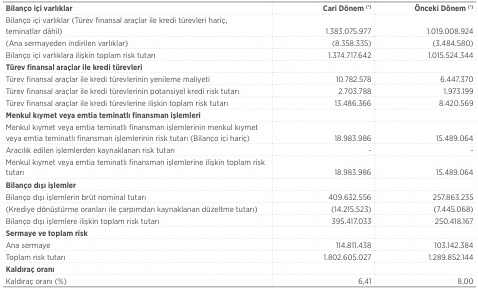 Bilanço içi varlıklar Cari Dönem (*) Önceki Dönem (*)
Bilanço içi varlıklar (Türev finansal araçlar ile kredi türevleri hariç,
teminatlar dâhil) 1.383.075.977 1.019.008.924
(Ana sermayeden indirilen varlıklar) (8.358.335) (3.484.580)
Bilanço içi varlıklara ilişkin toplam risk tutarı 1.374.717.642 1.015.524.344
Türev finansal araçlar ile kredi türevleri
Türev finansal araçlar ile kredi türevlerinin yenileme maliyeti 10.782.578 6.447.370
Türev finansal araçlar ile kredi türevlerinin potansiyel kredi risk tutarı 2.703.788 1.973.199
Türev finansal araçlar ile kredi türevlerine ilişkin toplam risk tutarı 13.486.366 8.420.569
Menkul kıymet veya emtia teminatlı finansman işlemleri
Menkul kıymet veya emtia teminatlı finansman işlemlerinin menkul kıymet
veya emtia teminatlı finansman işlemlerinin risk tutarı (Bilanço içi hariç) 18.983.986 15.489.064
Aracılık edilen işlemlerden kaynaklanan risk tutarı - -
Menkul kıymet veya emtia teminatlı finansman işlemlerine ilişkin toplam risk
tutarı 18.983.986 15.489.064
Bilanço dışı işlemler
Bilanço dışı işlemlerin brüt nominal tutarı 409.632.556 257.863.235
(Krediye dönüştürme oranları ile çarpımdan kaynaklanan düzeltme tutarı) (14.215.523) (7.445.068)
Bilanço dışı işlemlere ilişkin toplam risk tutarı 395.417.033 250.418.167
Sermaye ve toplam risk
Ana sermaye 114.811.438 103.142.384
Toplam risk tutarı 1.802.605.027 1.289.852.144
Kaldıraç oranı
Kaldıraç oranı (%) 6,41 8,00